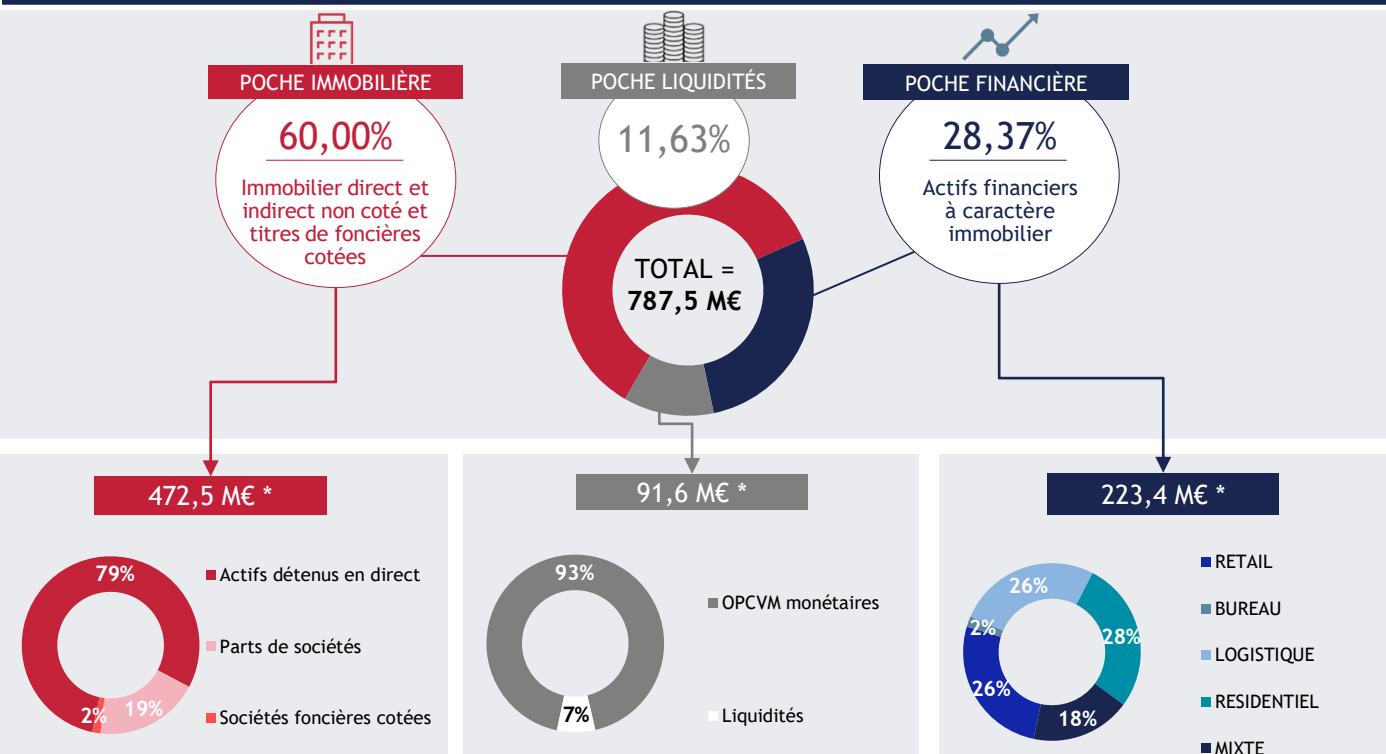 POCHE IMMOBILIÈRE
60,00%
Immobilier direct et
indirect non coté et
titres de foncières
cotées
POCHE LIQUIDITÉS
11,63%
POCHE FINANCIÈRE
28,37%
Actifs financiers
à caractère
immobilier
TOTAL =
787,5 M€
472,5 M€ *
79%
19%
2%
Actifs détenus en direct
Parts de sociétés
Sociétés foncières cotées
91,6 M€ *
93%
7%
OPCVM monétaires
Liquidités
223,4 M€ *
26%
2%
28%
26%
18%
RETAIL
BUREAU
LOGISTIQUE
RESIDENTIEL
MIXTE